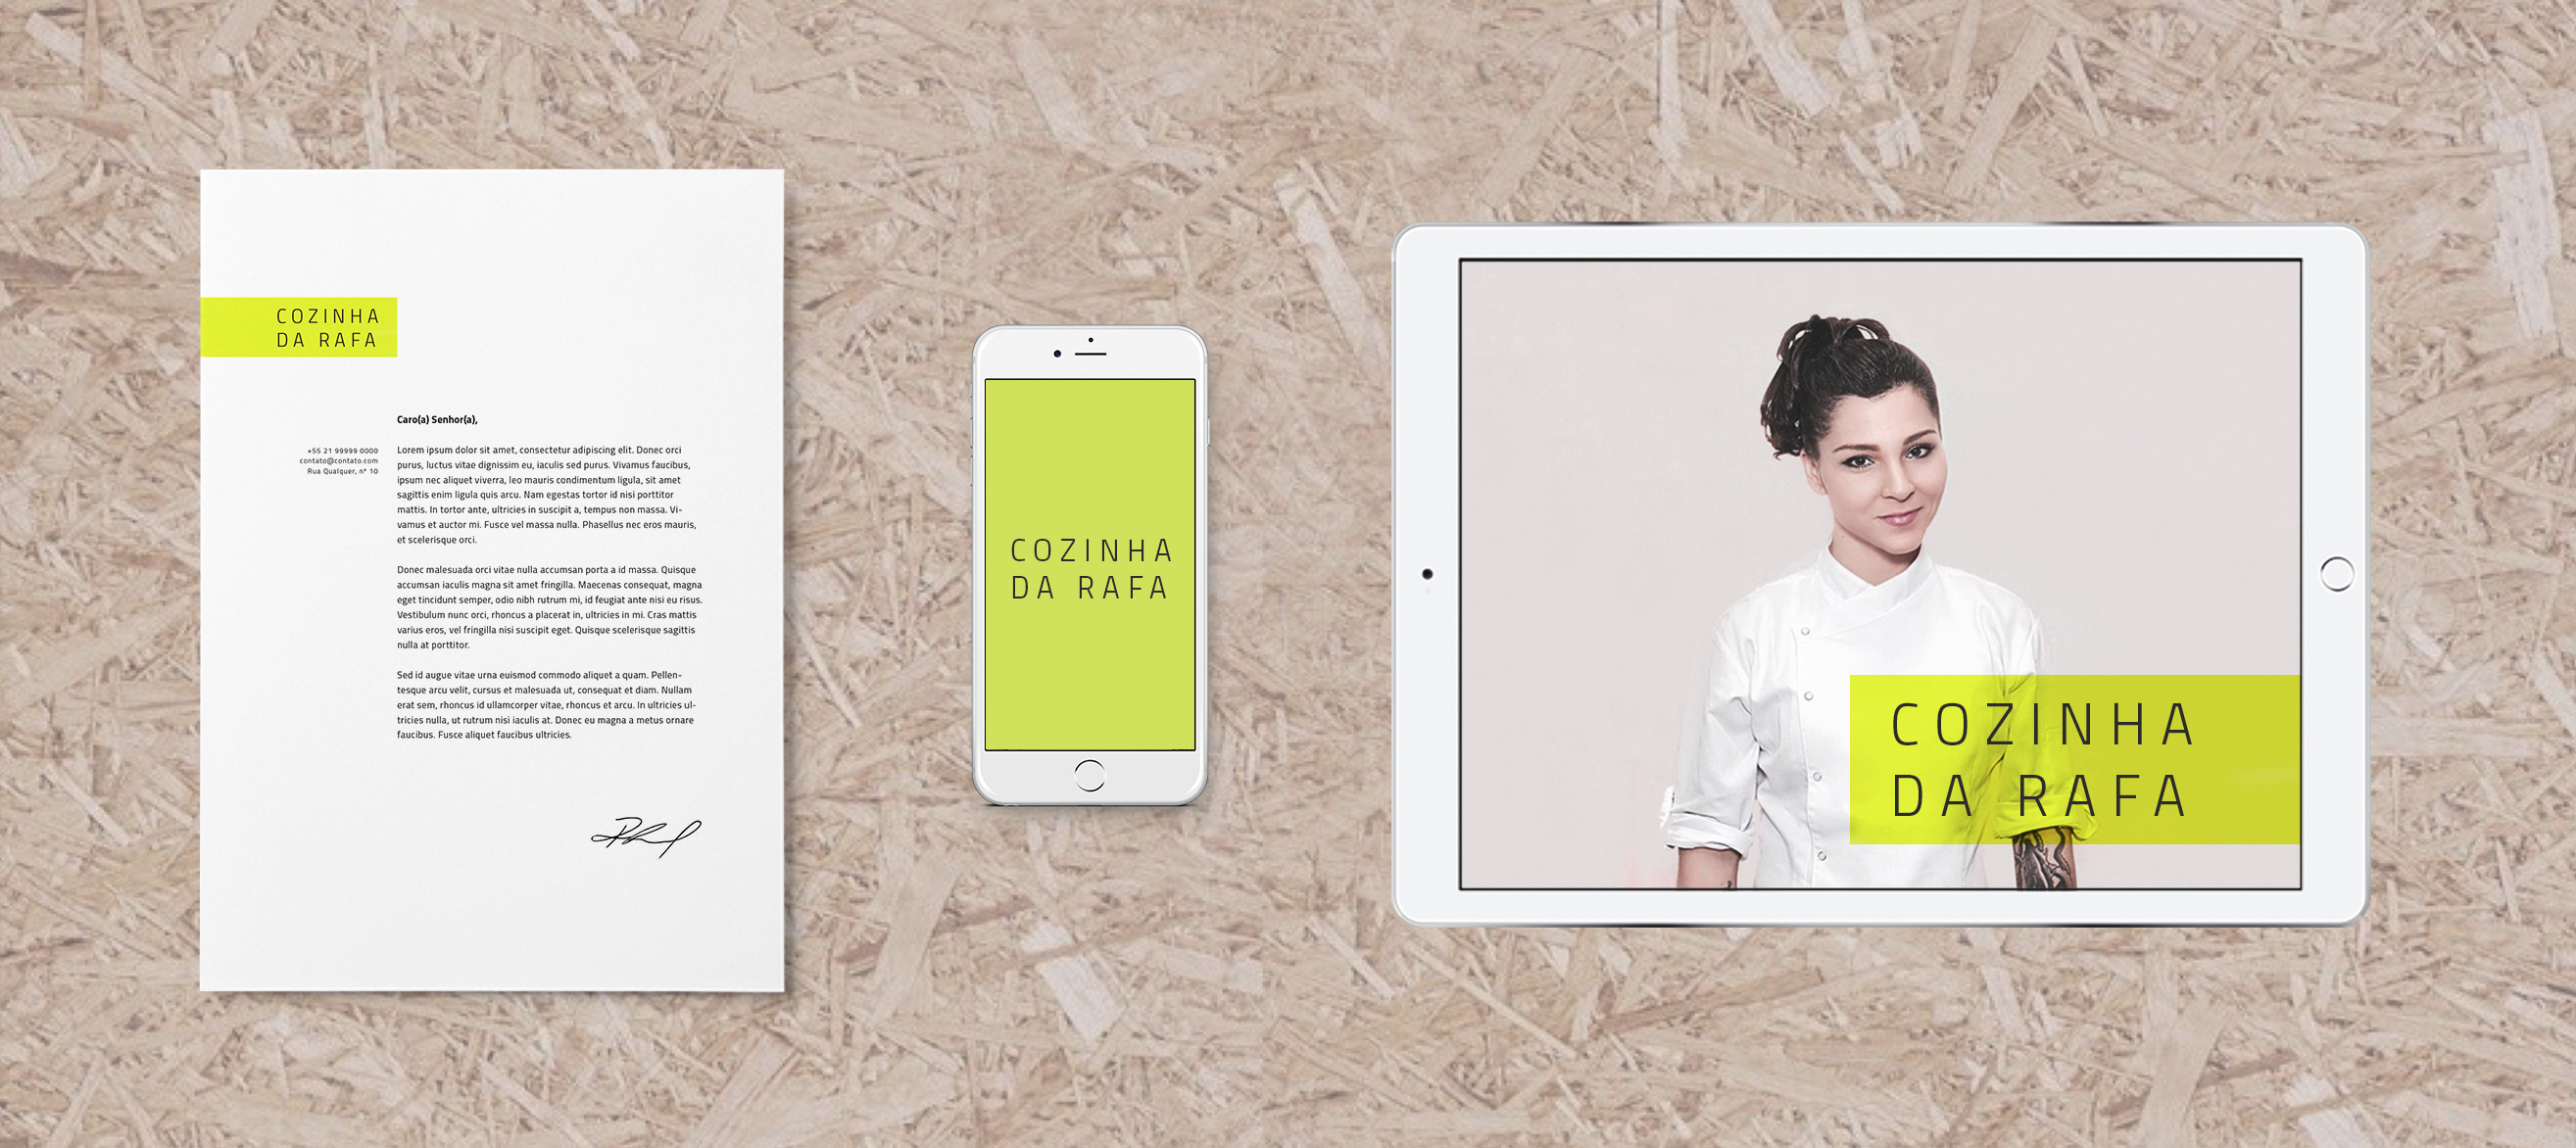 COZINHA
DA RAFA
Caro(a) Senhor(a),
+55 21 99999 0000
contato@contato.com
Rua Qualquer, n° 10
Lorem ipsum dolor sit amet, consectetur adipiscing elit. Donec orci
purus, luctus vitae dignissim eu, iaculis sed purus. Vivamus faucibus,
ipsum nec aliquet viverra, leo mauris condimentum ligula, sit amet
sagittis enim ligula quis arcu. Nam egestas tortor id nisi porttitor
mattis. In tortor ante, ultricies in suscipit a, tempus non massa. Vi-
vamus et auctor mi. Fusce vel massa nulla. Phasellus nec eros mauris,
et scelerisque orci.
Donec malesuada orci vitae nulla accumsan porta a id massa. Quisque
accumsan iaculis magna sit amet fringilla. Maecenas consequat, magna
eget tincidunt semper, odio nibh rutrum mi, id feugiat ante nisi eu risus.
Vestibulum nunc orci, rhoncus a placerat in, ultricies in mi. Cras mattis
varius eros, vel fringilla nisi suscipit eget. Quisque scelerisque sagittis
nulla at porttitor.
Sed id augue vitae urna euismod commodo aliquet a quam. Pellen-
tesque arcu velit, cursus et malesuada ut, consequat et diam. Nullam
erat sem, rhoncus id ullamcorper vitae, rhoncus et arcu. In ultricies ul-
tricies nulla, ut rutrum nisi iaculis at. Donec eu magna a metus ornare
faucibus. Fusce aliquet faucibus ultricies.
COZINHA
DA RAFA
COZINHA
DA RAFA